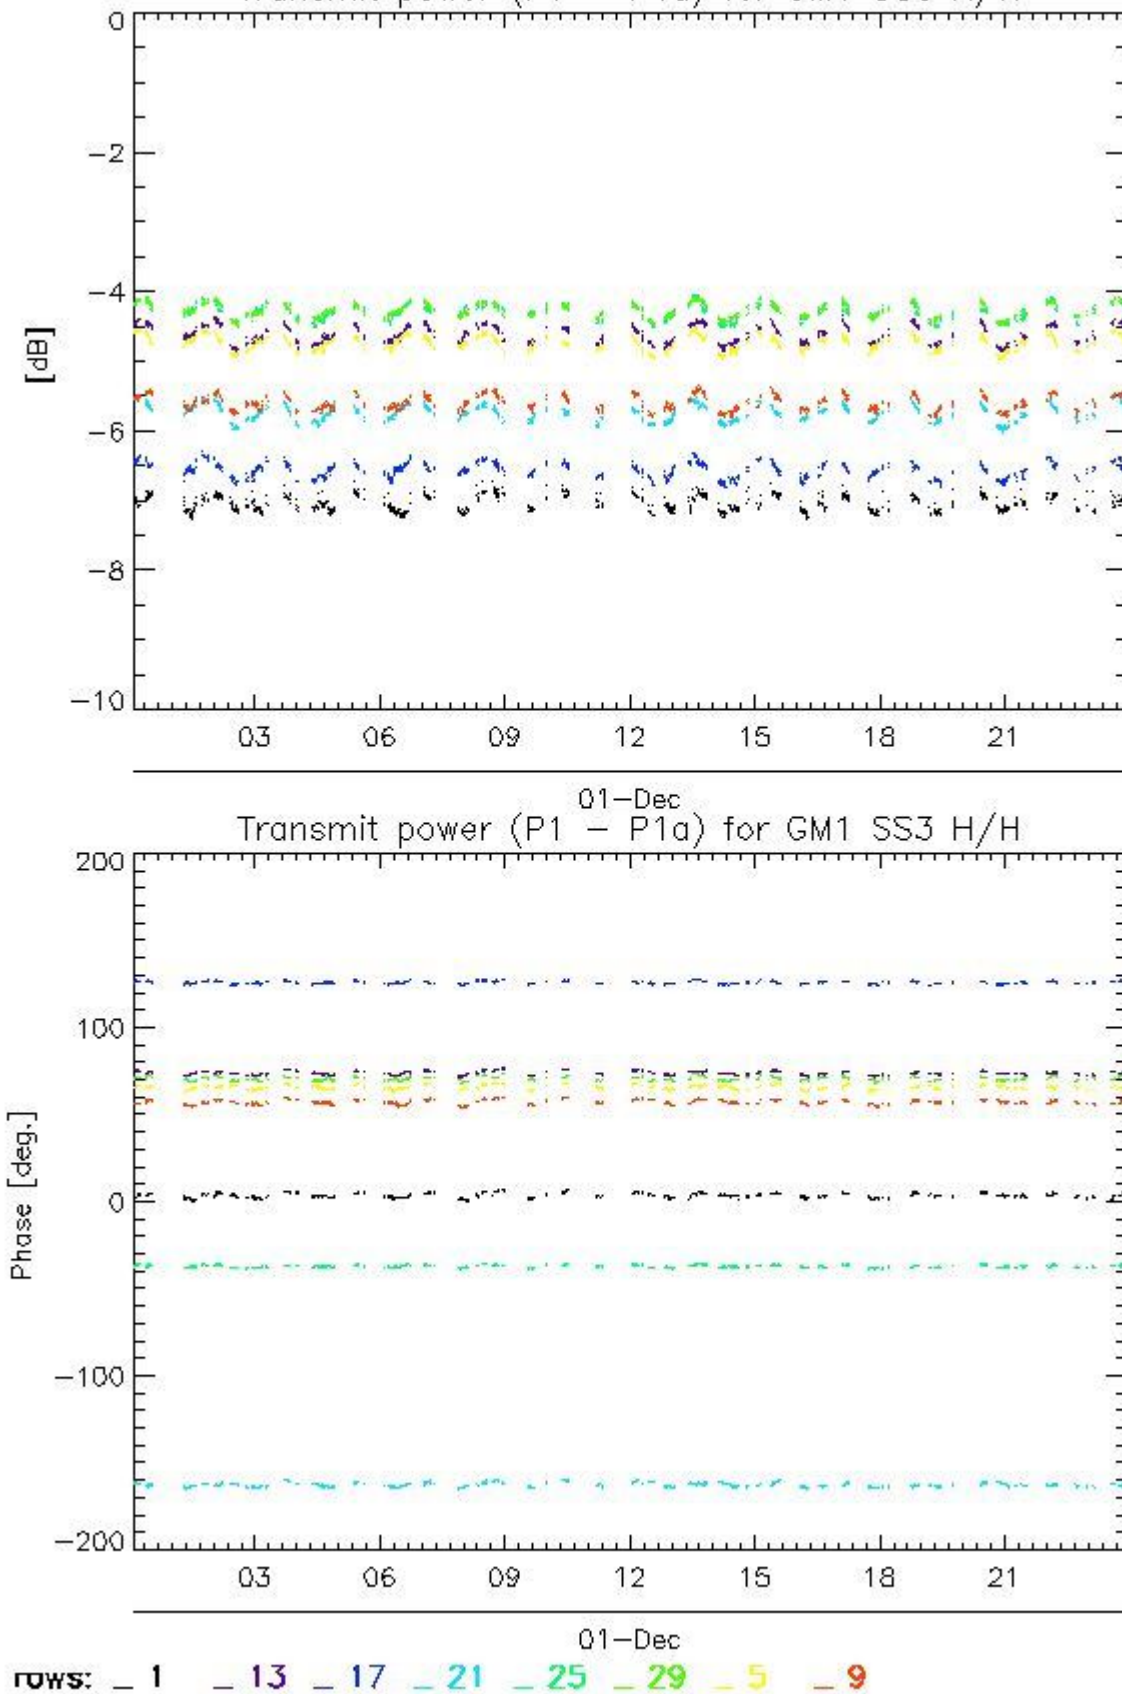 0
-2
-4
[dB]
-6
-8
-10
03 06 09 12 15 18 21
01-Dec
Transmit power (P1 - P1a) for GM1 SS3 H/H
200
100
Phase [deg.]
0
-100
-200
03 06 09 12 15 18 21
01-Dec
rows: _ 1 _ 13 _ 17 _ 21 _ 25 _ 29 _ 5 _ 9